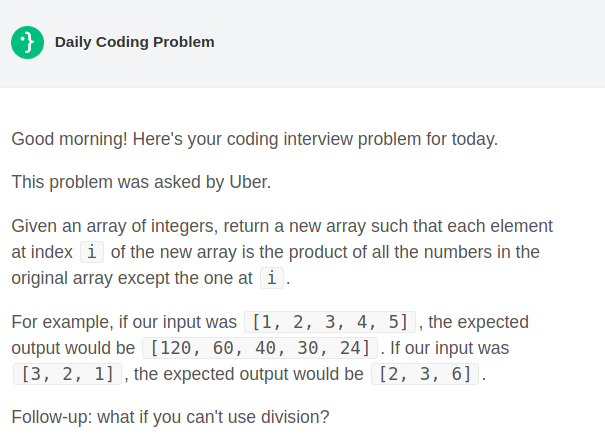 Daily Coding Problem
Good morning! Here's your coding interview problem for today.
This problem was asked by Uber.
Given an array of integers, return a new array such that each element
at index i of the new array is the product of all the numbers in the
original array except the one at i.
For example, if our input was [1, 2, 3, 4, 5], the expected
output would be [120, 60, 40, 30, 24]. If our input was
[3, 2, 1], the expected output would be [2, 3, 6].
Follow-up: what if you can't use division?